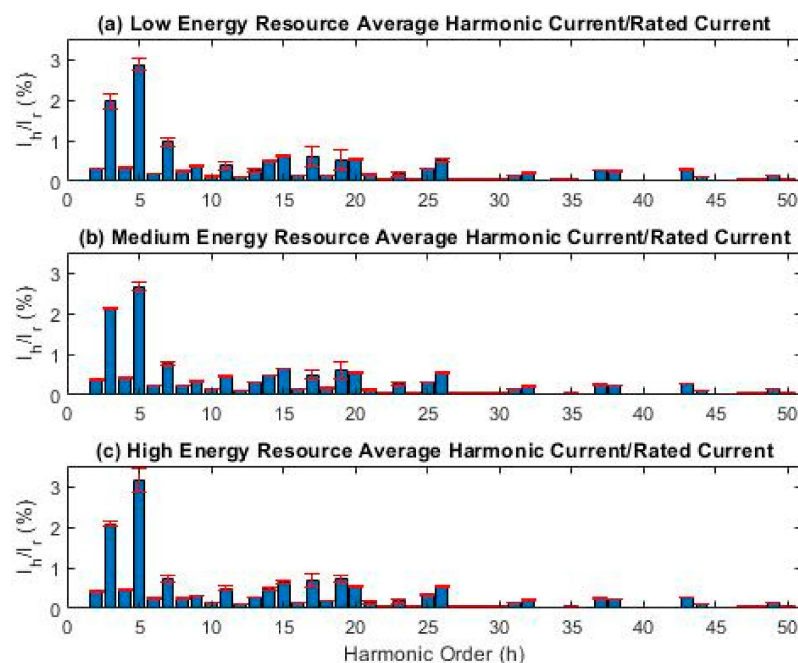 (a) Low Energy Resource Average Harmonic Current/Rated Current
3
2
1
0
I_h/I_r (%)
0 5 10 15 20 25 30 35 40 45 50
(b) Medium Energy Resource Average Harmonic Current/Rated Current
3
2
1
0
I_h/I_r (%)
0 5 10 15 20 25 30 35 40 45 50
(c) High Energy Resource Average Harmonic Current/Rated Current
3
2
1
0
I_h/I_r (%)
0 5 10 15 20 25 30 35 40 45 50
Harmonic Order (h)